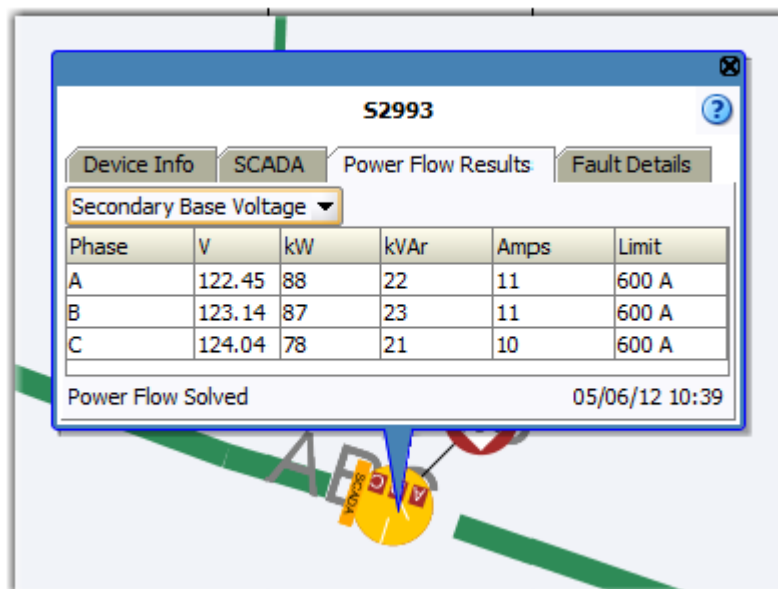 S2993
Device Info SCADA Power Flow Results Fault Details
Secondary Base Voltage
Phase V kW kVAr Amps Limit
A 122.45 88 22 11 600 A
B 123.14 87 23 11 600 A
C 124.04 78 21 10 600 A
Power Flow Solved 05/06/12 10:39
SCADA
A C